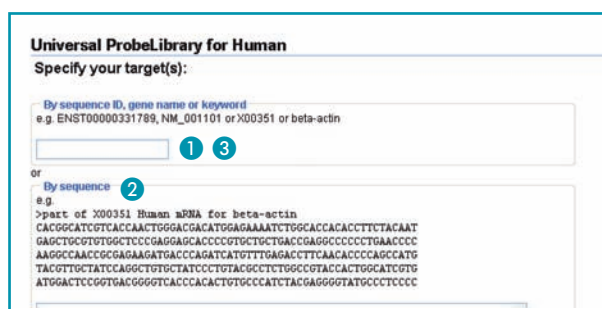 Universal ProbeLibrary for Human
Specify your target(s):
By sequence ID, gene name or keyword
e.g. ENST00000331789, NM_001101 or X00351 or beta-actin
1 3
or
By sequence 2
e.g.
>part of X00351 Human mRNA for beta-actin
CACGGCATCGTCACCAACTGGGACGACATGGAGAAAATCTGGCACCACACCTTCTACAAT
GAGCTGCGTGTGGCTCCCGAGGAGCACCCCGTGCTGCTGACCGAGGCCCCCCTGAACCCC
AAGGCCAACCGCGAGAAGATGACCCAGATCATGTTTGAGACCTTCAACACCCCAGCCATG
TACGTTGCTATCCAGGCTGTGCTATCCCTGTACGCCTCTGGCCGTACCACTGGCATCGTG
ATGGACTCCGGTGACGGGGTCACCCACACTGTGCCCATCTACGAGGGGTATGCCCTCCCC